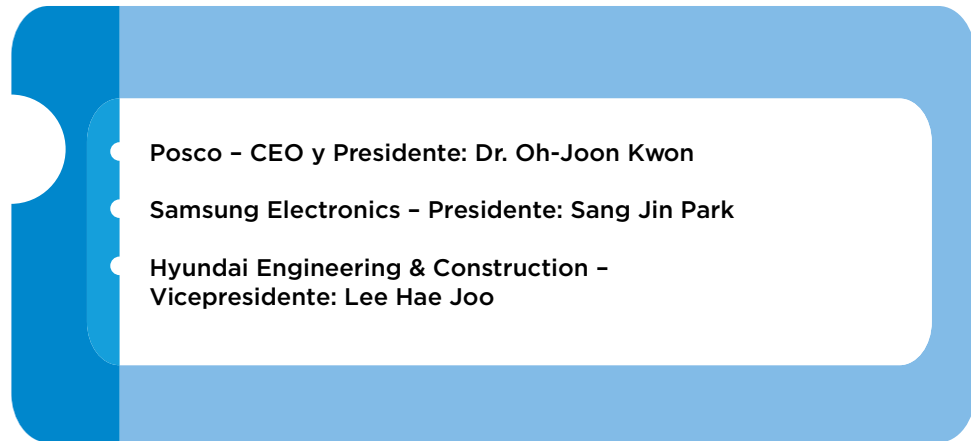 Posco – CEO y Presidente: Dr. Oh-Joon Kwon
Samsung Electronics – Presidente: Sang Jin Park
Hyundai Engineering & Construction –
Vicepresidente: Lee Hae Joo